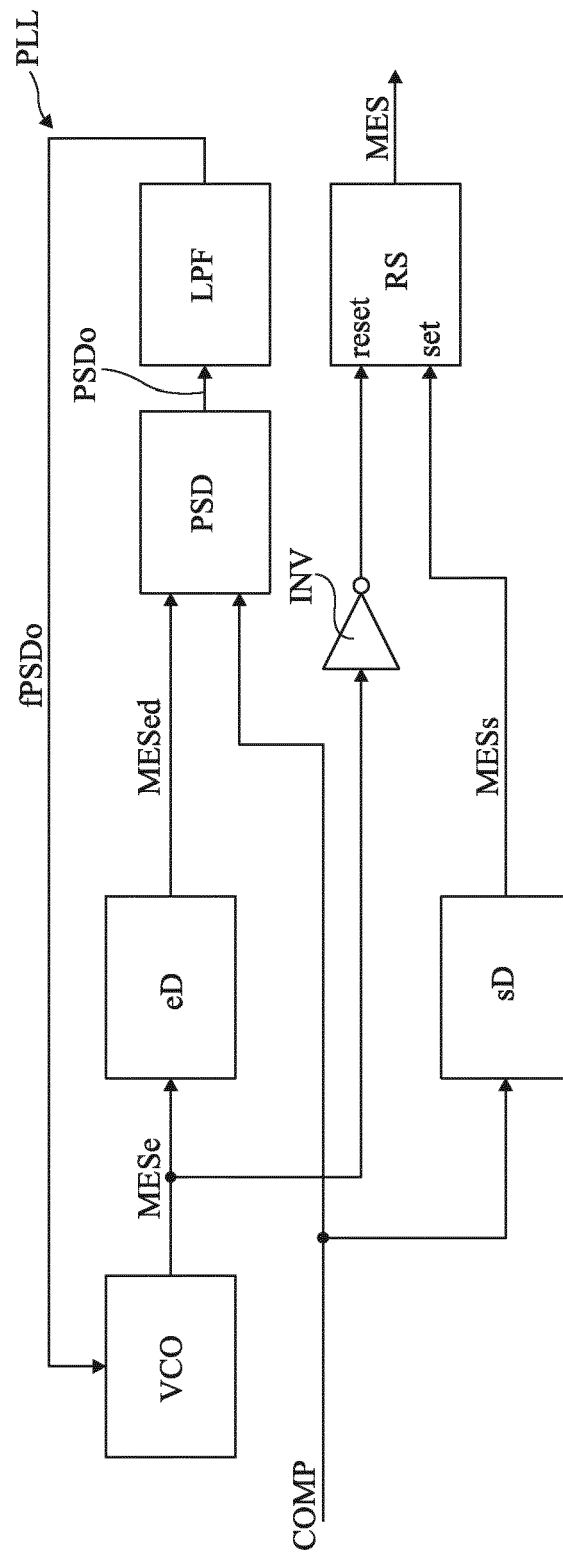 PLL
fPSDo
VCO
MESe
eD
MESed
PSD
PSDo
LPF
COMP
INV
reset
RS
set
MES
sD
MESs